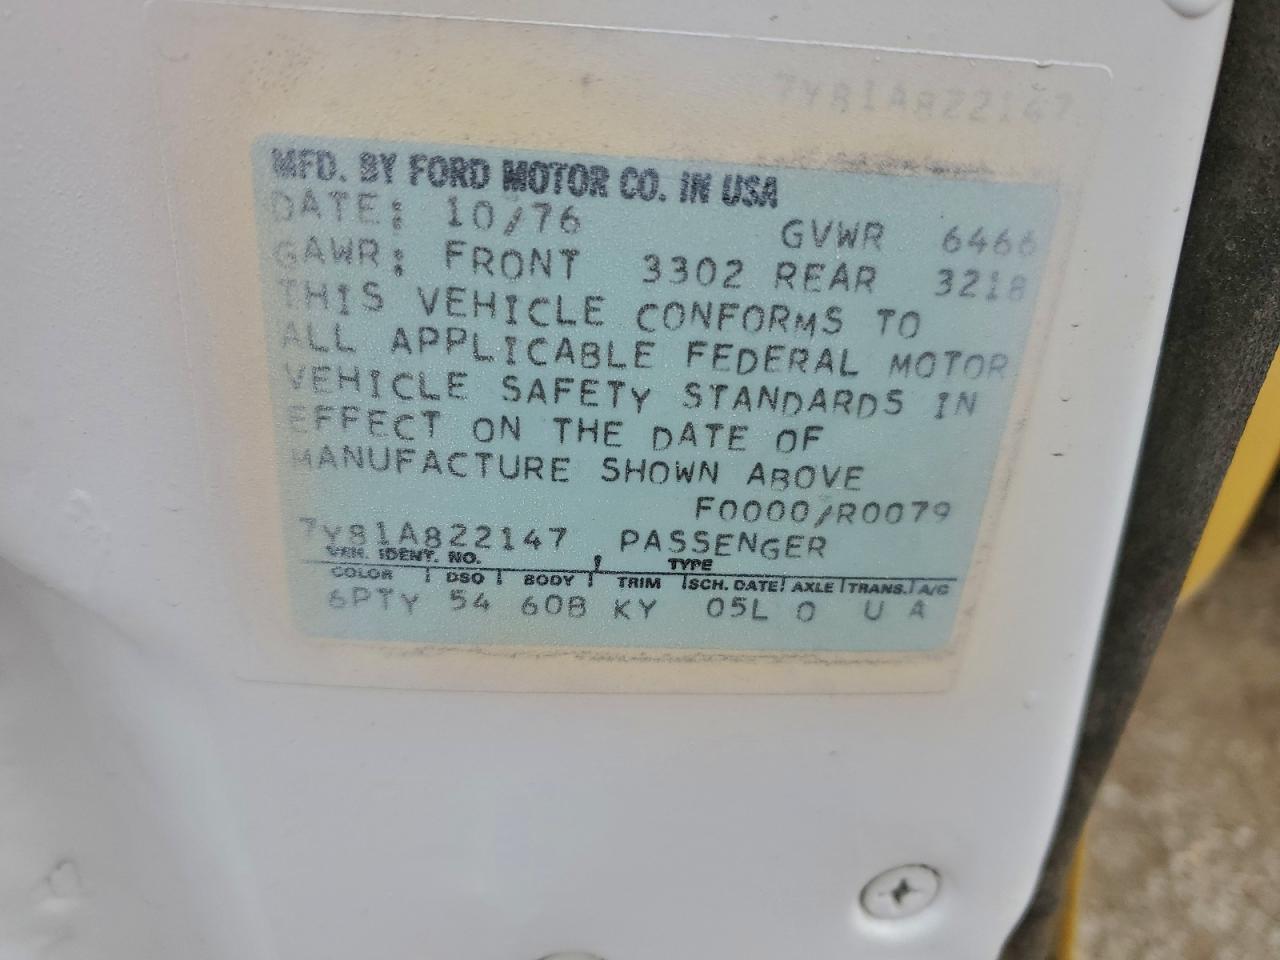 7Y81A822147
MFD. BY FORD MOTOR CO. IN USA
DATE: 10/76 GVWR 6466
GAWR: FRONT 3302 REAR 3218
THIS VEHICLE CONFORMS TO
ALL APPLICABLE FEDERAL MOTOR
VEHICLE SAFETY STANDARDS IN
EFFECT ON THE DATE OF
MANUFACTURE SHOWN ABOVE
F0000/R0079
7Y81A822147 PASSENGER
VEH. IDENT. NO. TYPE
COLOR DSO BODY TRIM SCH. DATE AXLE TRANS. A/C
6PTY 54 60B KY 05L O U A